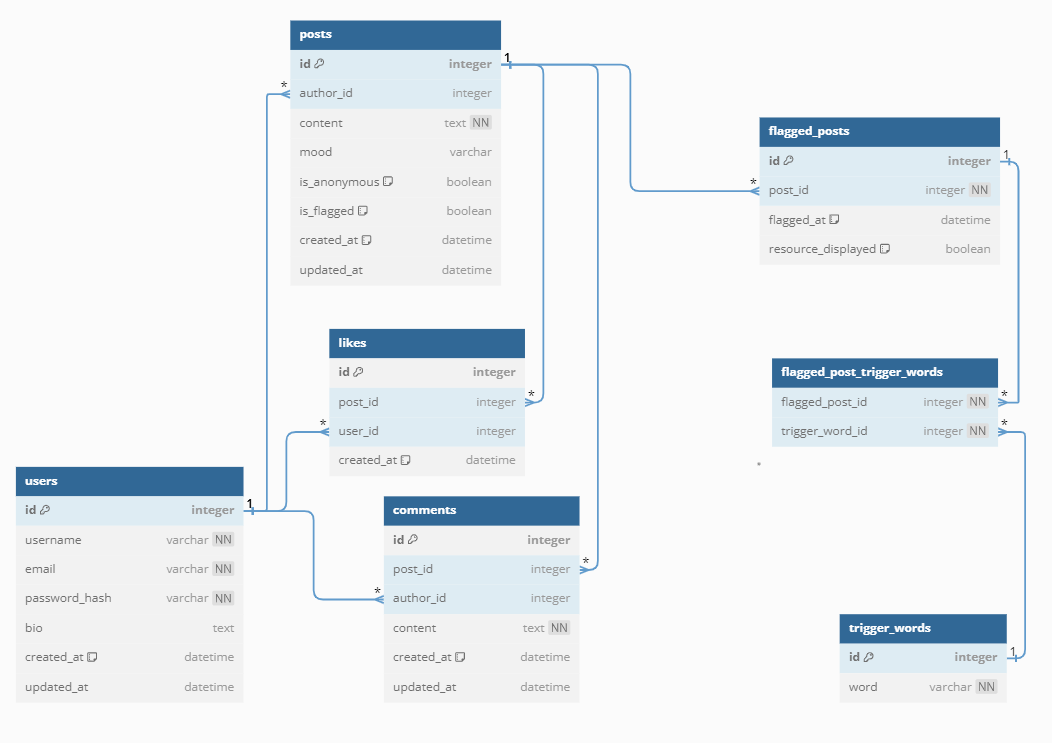 posts
id integer
author_id integer
content text NN
mood varchar
is_anonymous boolean
is_flagged boolean
created_at datetime
updated_at datetime
1
*
flagged_posts
id integer
post_id integer NN
flagged_at datetime
resource_displayed boolean
*
1
likes
id integer
post_id integer
user_id integer
created_at datetime
*
*
flagged_post_trigger_words
flagged_post_id integer NN
trigger_word_id integer NN
*
*
users
id integer
username varchar NN
email varchar NN
password_hash varchar NN
bio text
created_at datetime
updated_at datetime
1
comments
id integer
post_id integer
author_id integer
content text NN
created_at datetime
updated_at datetime
*
*
trigger_words
id integer
word varchar NN
1